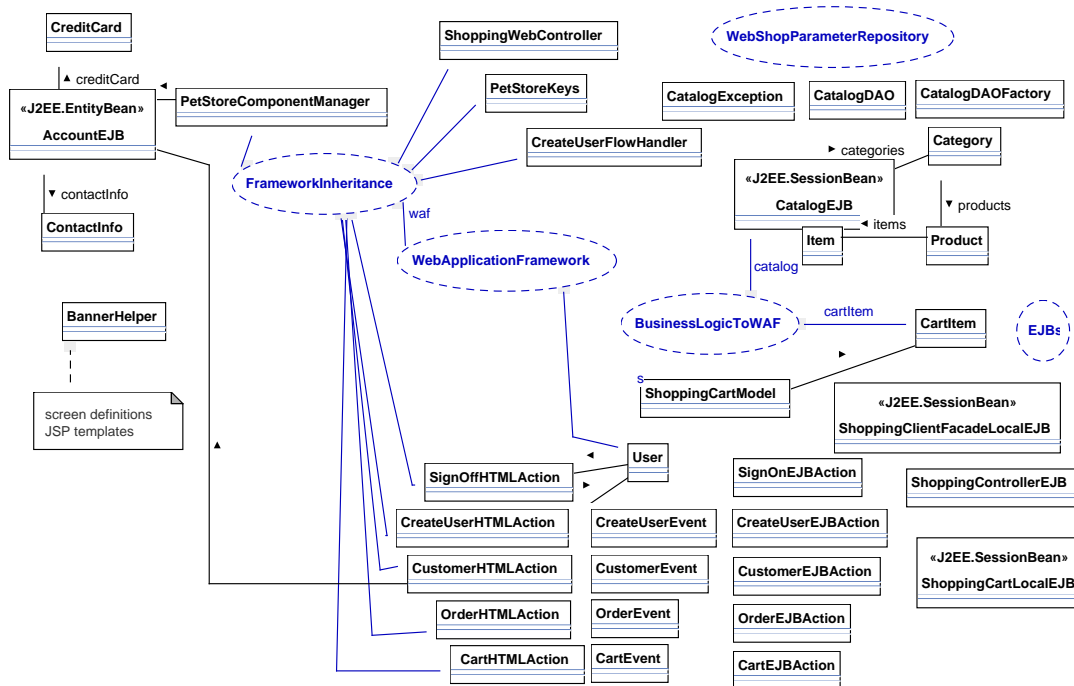 CreditCard
ShoppingWebController
WebShopParameterRepository
▲ creditCard
«J2EE.EntityBean»
AccountEJB
PetStoreComponentManager
PetStoreKeys
CatalogException
CatalogDAO
CatalogDAOFactory
CreateUserFlowHandler
categories
Category
FrameworkInheritance
«J2EE.SessionBean»
CatalogEJB
contactInfo
ContactInfo
waf
products
items
Item
Product
WebApplicationFramework
catalog
BannerHelper
BusinessLogicToWAF
cartItem
CartItem
EJBs
s
ShoppingCartModel
screen definitions
JSP templates
«J2EE.SessionBean»
ShoppingClientFacadeLocalEJB
User
SignOffHTMLAction
SignOnEJBAction
ShoppingControllerEJB
CreateUserHTMLAction
CreateUserEvent
CreateUserEJBAction
CustomerHTMLAction
CustomerEvent
CustomerEJBAction
«J2EE.SessionBean»
ShoppingCartLocalEJB
OrderHTMLAction
OrderEvent
OrderEJBAction
CartHTMLAction
CartEvent
CartEJBAction